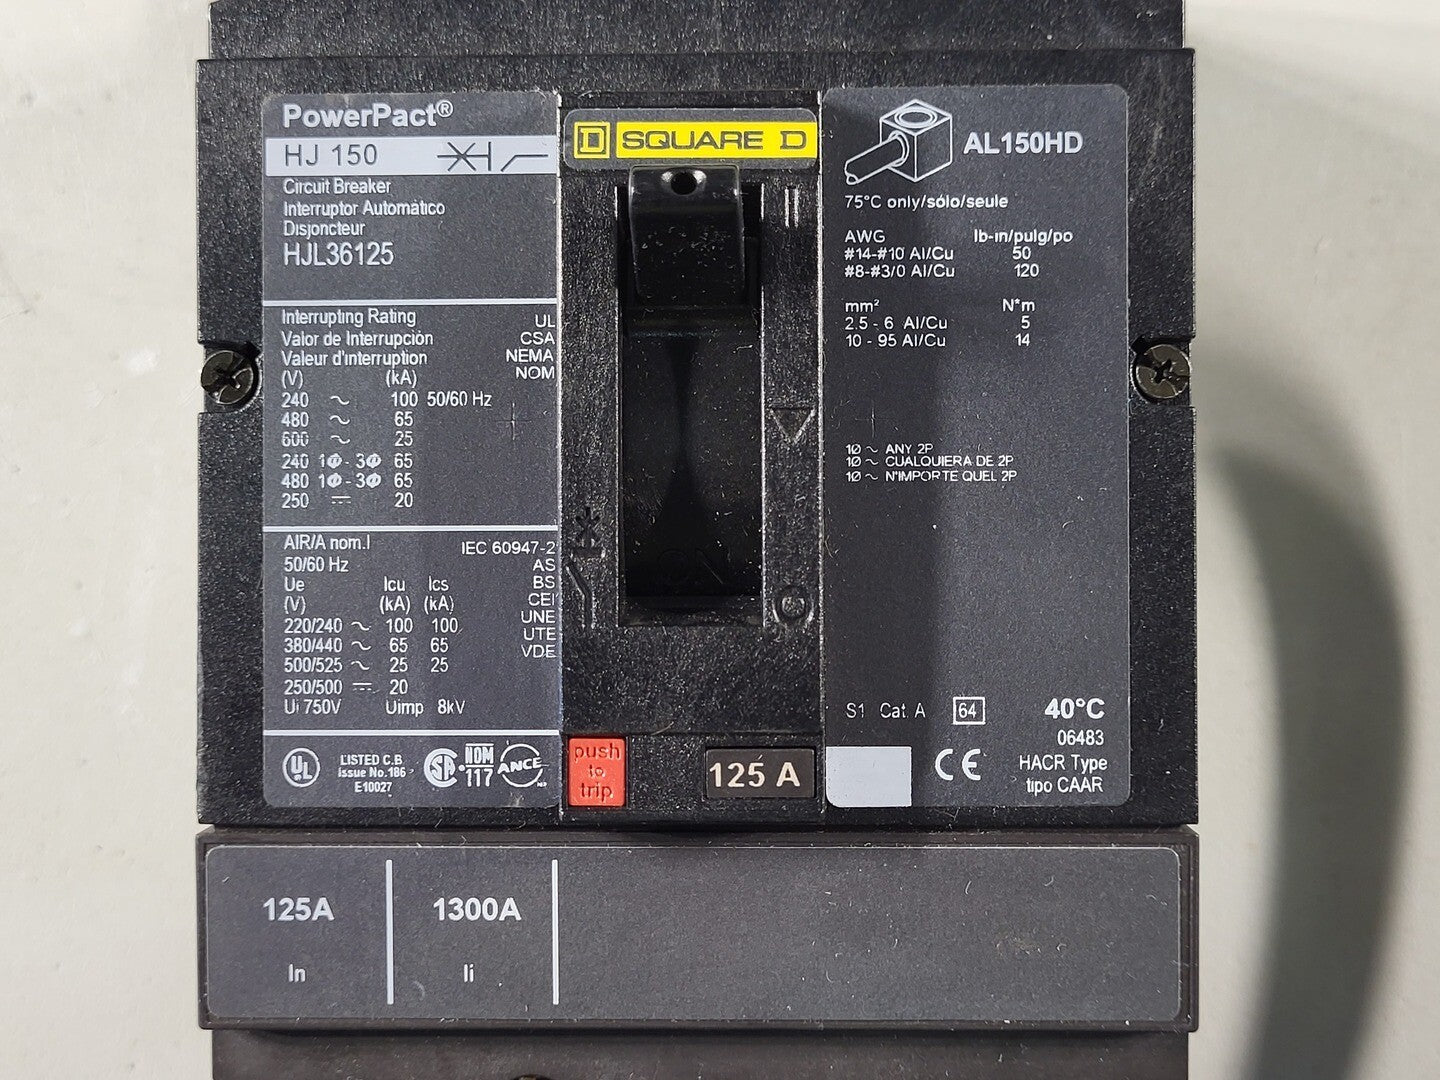 PowerPact®
HJ 150
Circuit Breaker
Interruptor Automático
Disjoncteur
HJL36125
Interrupting Rating
Valor de Interrupción
Valeur d'interruption
UL
CSA
NEMA
NOM
(V) (kA)
240 ~ 100 50/60 Hz
480 ~ 65
600 ~ 25
240 1Φ - 3Φ 65
480 1Φ - 3Φ 65
250 ⎓ 20
AIR/A nom.I
50/60 Hz
IEC 60947-2
AS
BS
CEI
UNE
UTE
VDE
Ue Icu Ics
(V) (kA) (kA)
220/240 ~ 100 100
380/440 ~ 65 65
500/525 ~ 25 25
250/500 ⎓ 20
Ui 750V Uimp 8kV
UL
LISTED C.B.
issue No.186
E10027
SA
NOM
117
ANCE
D SQUARE D
ON
push
to
trip
125 A
AL150HD
75°C only/sólo/seule
AWG lb-in/pulg/po
#14-#10 Al/Cu 50
#8-#3/0 Al/Cu 120
mm² N*m
2.5 - 6 Al/Cu 5
10 - 95 Al/Cu 14
1Ø ~ ANY 2P
1Ø ~ CUALQUIERA DE 2P
1Ø ~ N'IMPORTE QUEL 2P
S1 Cat. A 64 40°C
06483
CE HACR Type
tipo CAAR
125A
In
1300A
Ii